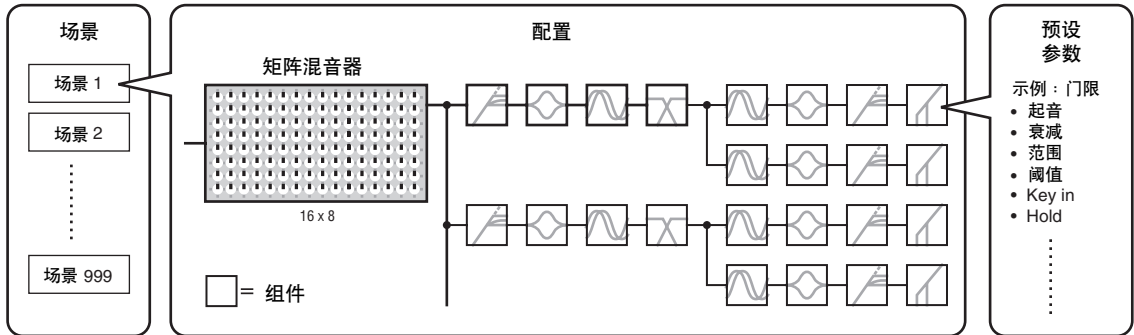 场景
场景 1
场景 2
场景 999
配置
矩阵混音器
16 x 8
= 组件
预设
参数
示例：门限
• 起音
• 衰减
• 范围
• 阈值
• Key in
• Hold